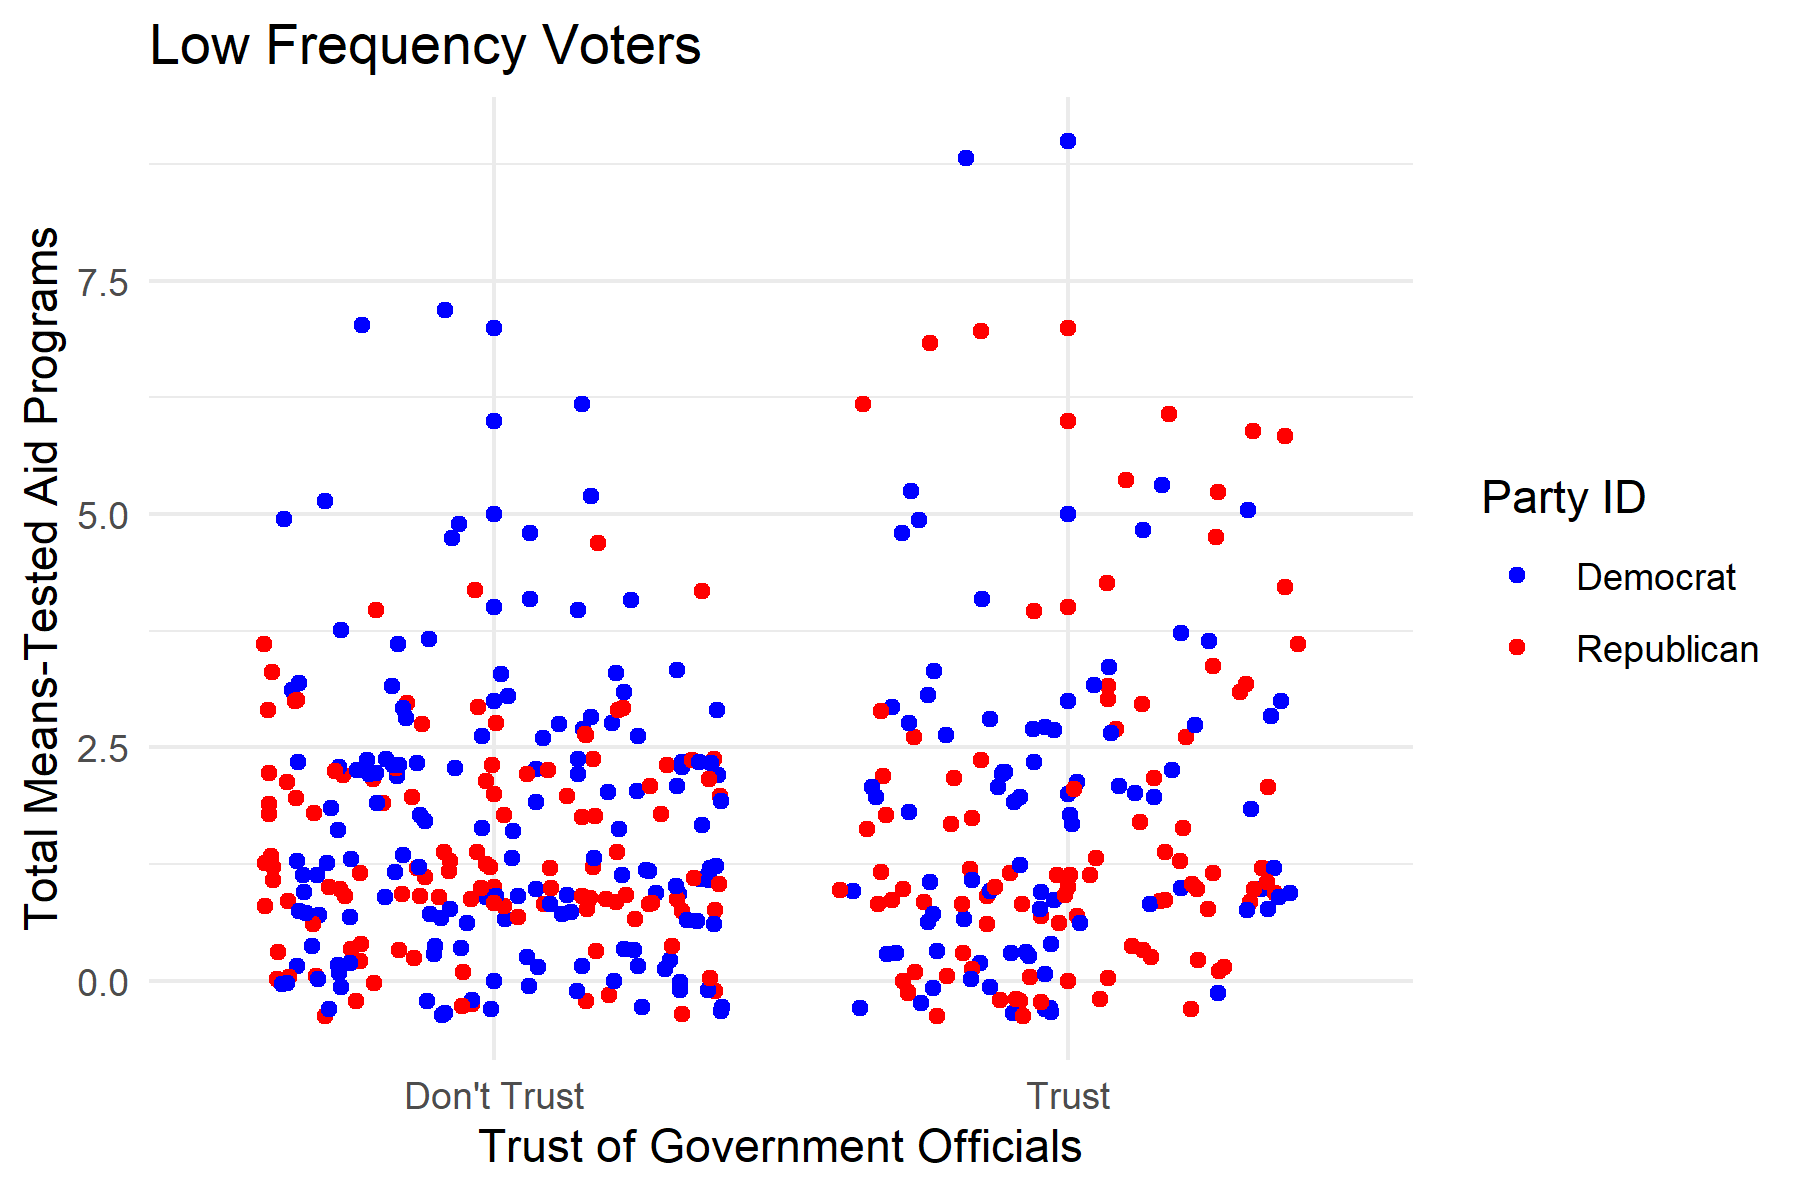 Low Frequency Voters
Total Means-Tested Aid Programs
7.5
5.0
2.5
0.0
Don't Trust
Trust
Trust of Government Officials
Party ID
Democrat
Republican